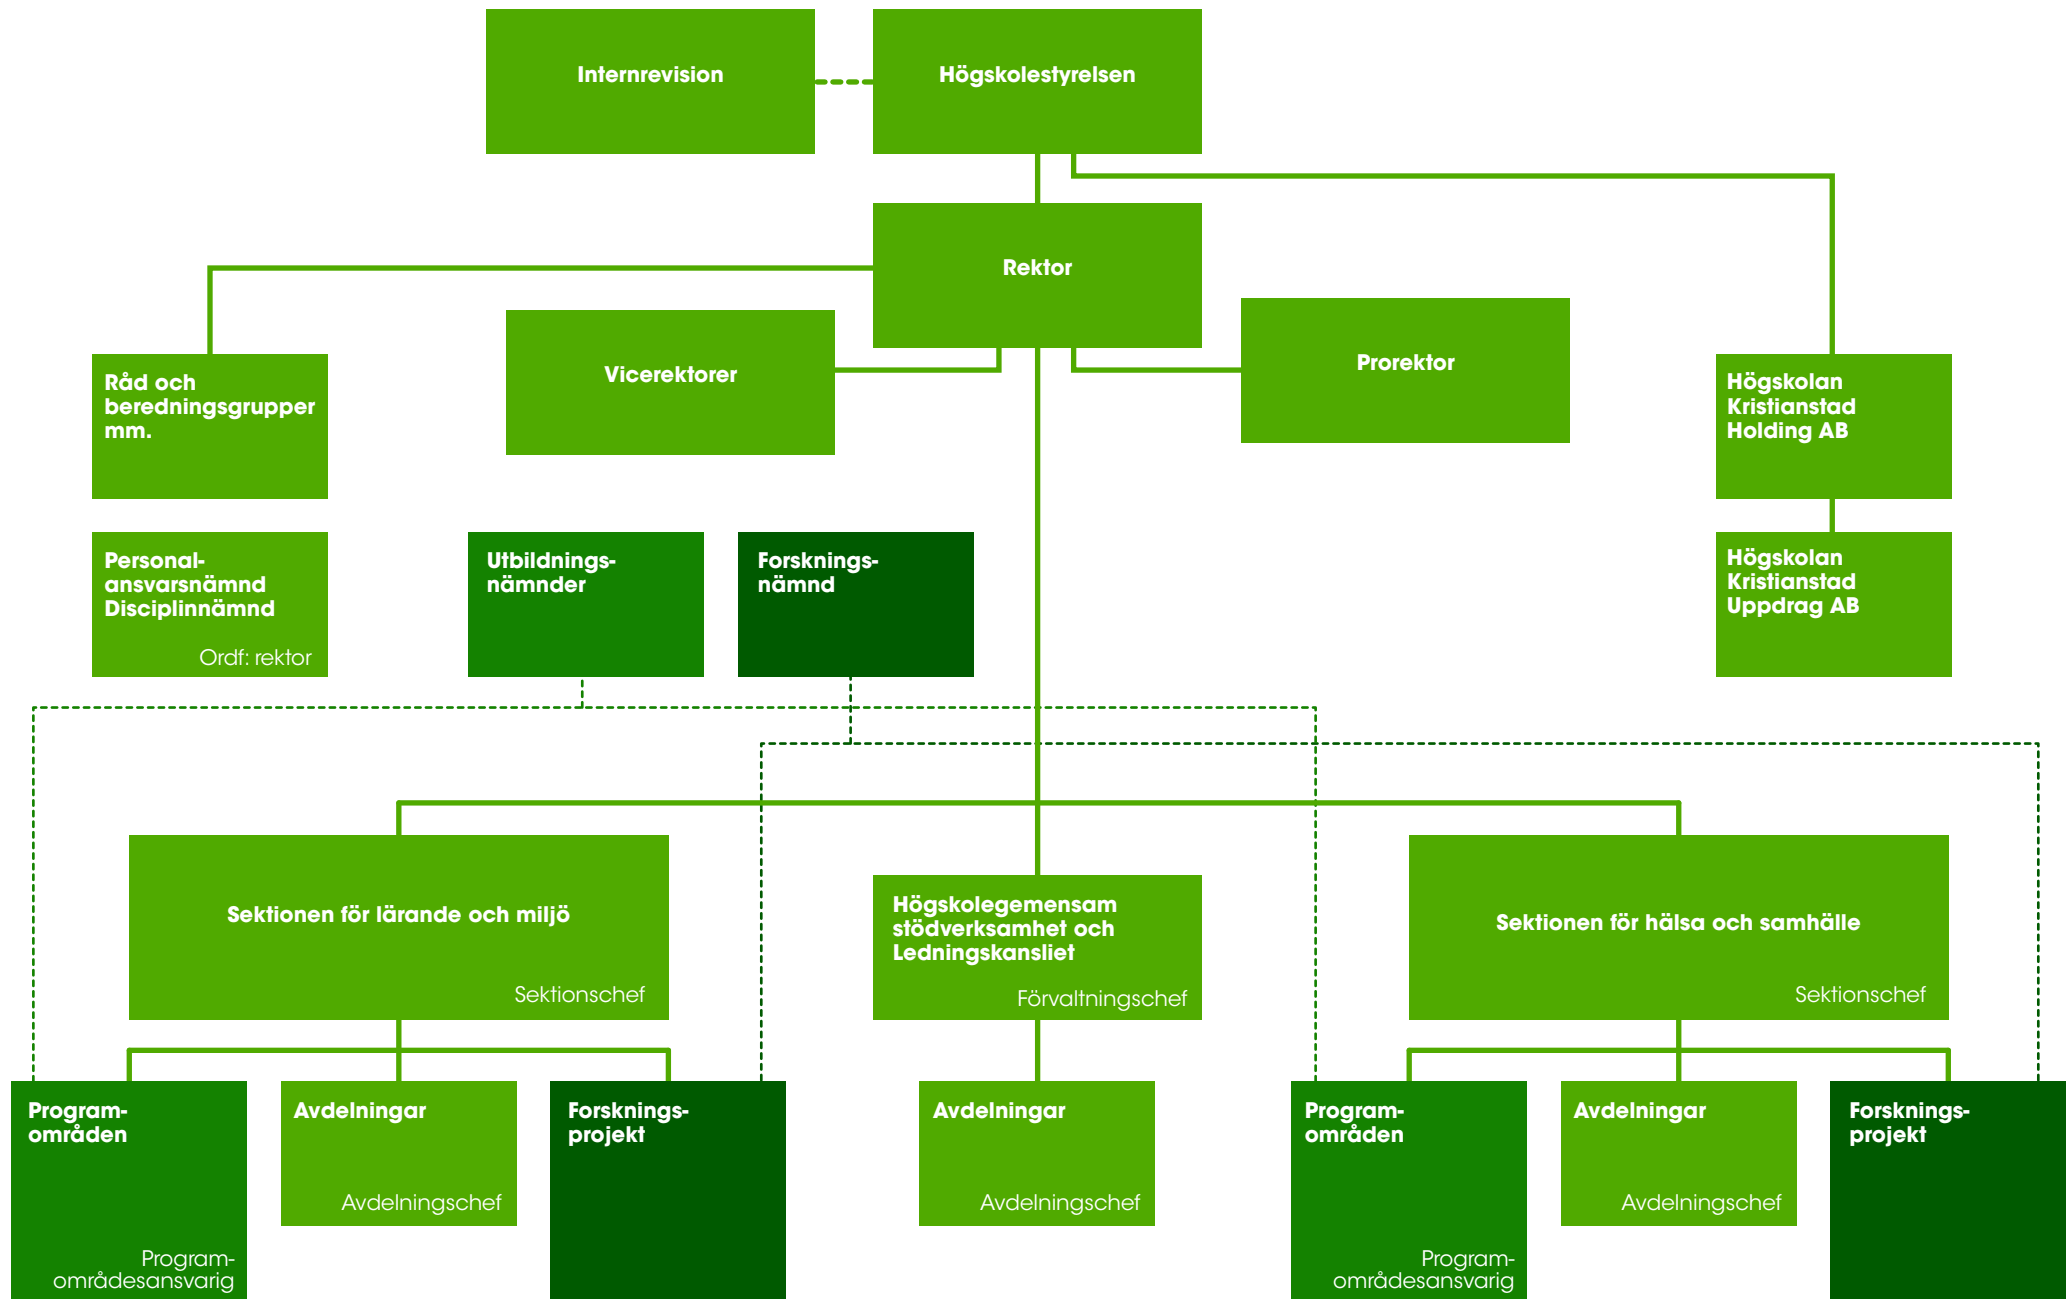 Internrevision
Högskolestyrelsen
Rektor
Vicerektorer
Prorektor
Råd och
beredningsgrupper
mm.
Högskolan
Kristianstad
Holding AB
Personal-
ansvarsnämnd
Disciplinnämnd
Ordf: rektor
Utbildnings-
nämnder
Forsknings-
nämnd
Högskolan
Kristianstad
Uppdrag AB
Sektionen för lärande och miljö
Sektionschef
Högskolegemensam
stödverksamhet och
Ledningskansliet
Förvaltningschef
Sektionen för hälsa och samhälle
Sektionschef
Program-
områden
Program-
områdesansvarig
Avdelningar
Avdelningschef
Forsknings-
projekt
Avdelningar
Avdelningschef
Program-
områden
Program-
områdesansvarig
Avdelningar
Avdelningschef
Forsknings-
projekt